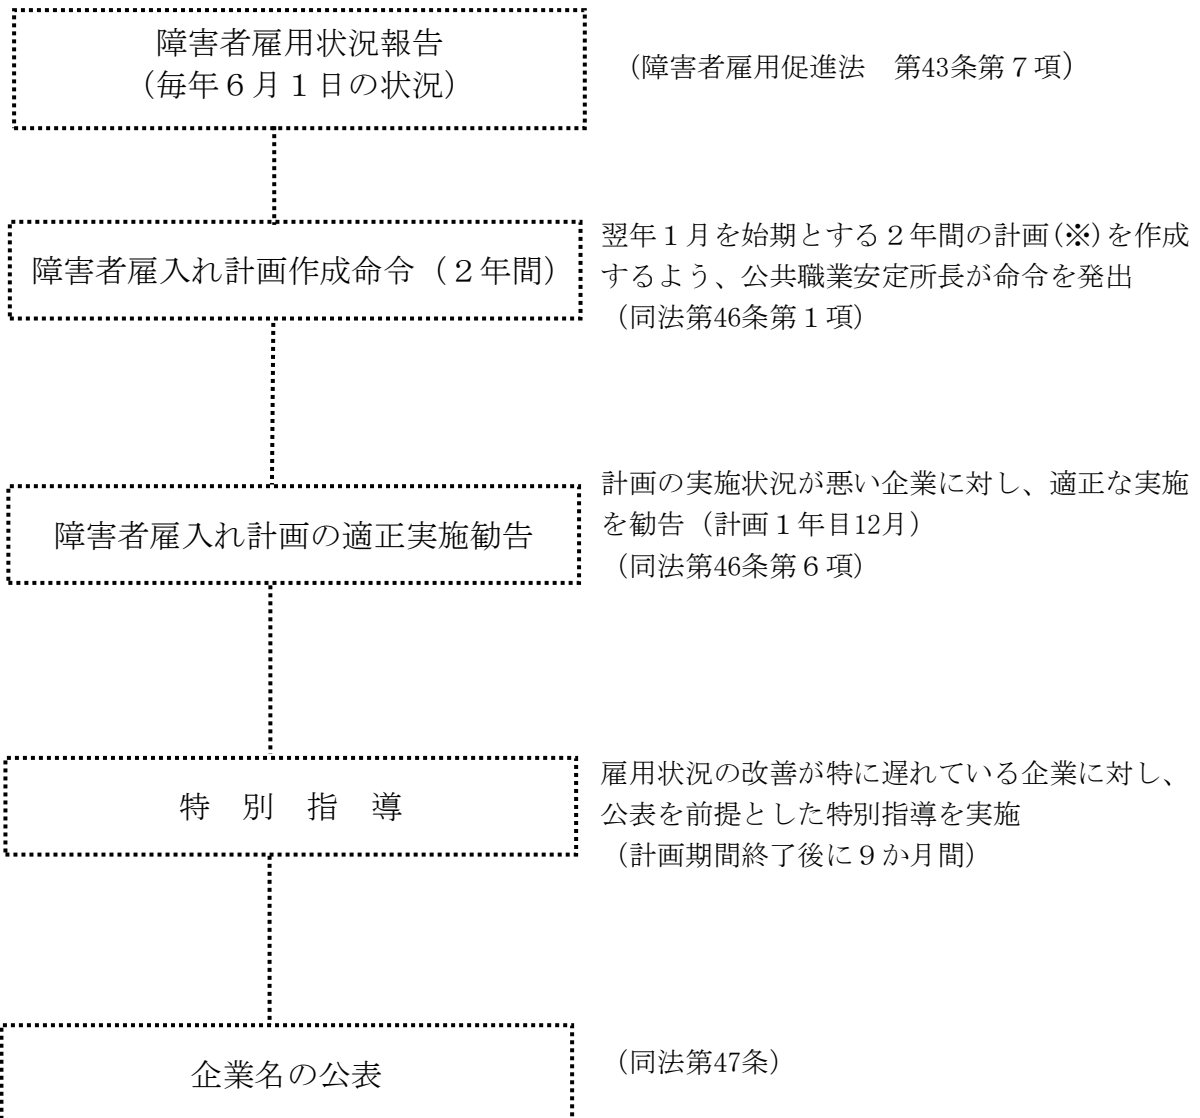 障害者雇用状況報告
（毎年６月１日の状況）
（障害者雇用促進法　第43条第７項）
障害者雇入れ計画作成命令（２年間）
翌年１月を始期とする２年間の計画(※)を作成
するよう、公共職業安定所長が命令を発出
（同法第46条第１項）
障害者雇入れ計画の適正実施勧告
計画の実施状況が悪い企業に対し、適正な実施
を勧告（計画１年目12月）
（同法第46条第６項）
特　別　指　導
雇用状況の改善が特に遅れている企業に対し、
公表を前提とした特別指導を実施
（計画期間終了後に９か月間）
企業名の公表
（同法第47条）